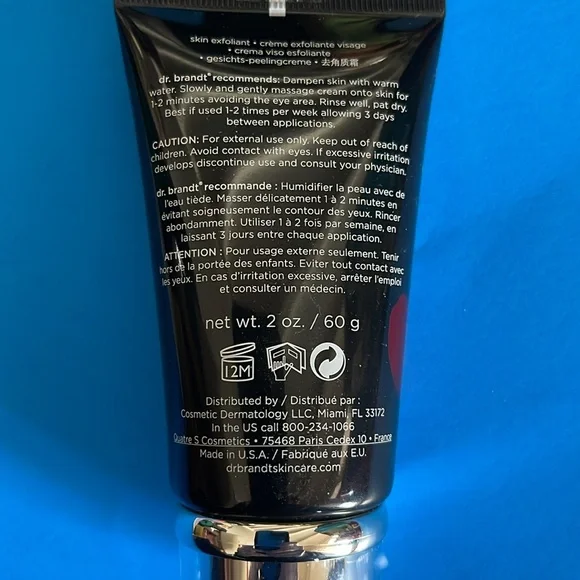 skin exfoliant • crème exfoliante visage
• crema viso esfoliante
• gesichts-peelingcreme • 去角质霜
dr. brandt® recommends: Dampen skin with warm
water. Slowly and gently massage cream onto skin for
1-2 minutes avoiding the eye area. Rinse well, pat dry.
Best if used 1-2 times per week allowing 3 days
between applications.
CAUTION: For external use only. Keep out of reach of
children. Avoid contact with eyes. If excessive irritation
develops discontinue use and consult your physician.
dr. brandt® recommande : Humidifier la peau avec de
l'eau tiède. Masser délicatement 1 à 2 minutes en
évitant soigneusement le contour des yeux. Rincer
abondamment. Utiliser 1 à 2 fois par semaine, en
laissant 3 jours entre chaque application.
ATTENTION : Pour usage externe seulement. Tenir
hors de la portée des enfants. Eviter tout contact avec
les yeux. En cas d'irritation excessive, arrêter l'emploi
et consulter un médecin.
net wt. 2 oz. / 60 g
12M
Distributed by / Distribué par :
Cosmetic Dermatology LLC, Miami, FL 33172
In the US call 800-234-1066
Quatre S Cosmetics • 75468 Paris Cedex 10 • France
Made in U.S.A. / Fabriqué aux E.U.
drbrandtskincare.com